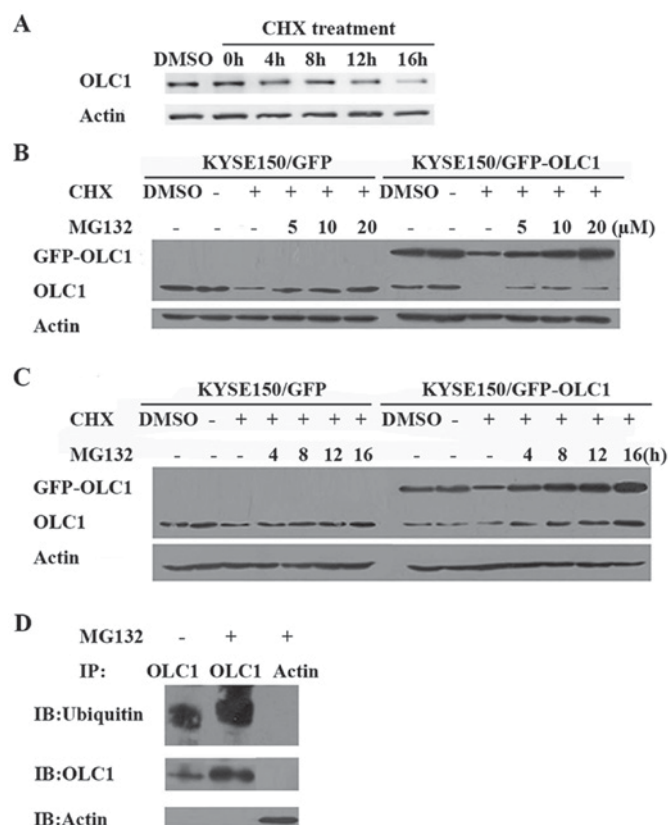 A
CHX treatment
DMSO 0h 4h 8h 12h 16h
OLC1
Actin
B
KYSE150/GFP KYSE150/GFP-OLC1
CHX DMSO - + + + + DMSO - + + + +
MG132 - - - 5 10 20 - - - 5 10 20 (μM)
GFP-OLC1
OLC1
Actin
C
KYSE150/GFP KYSE150/GFP-OLC1
CHX DMSO - + + + + + DMSO - + + + + +
MG132 - - - 4 8 12 16 - - - 4 8 12 16(h)
GFP-OLC1
OLC1
Actin
D
MG132 - + +
IP: OLC1 OLC1 Actin
IB:Ubiquitin
IB:OLC1
IB:Actin